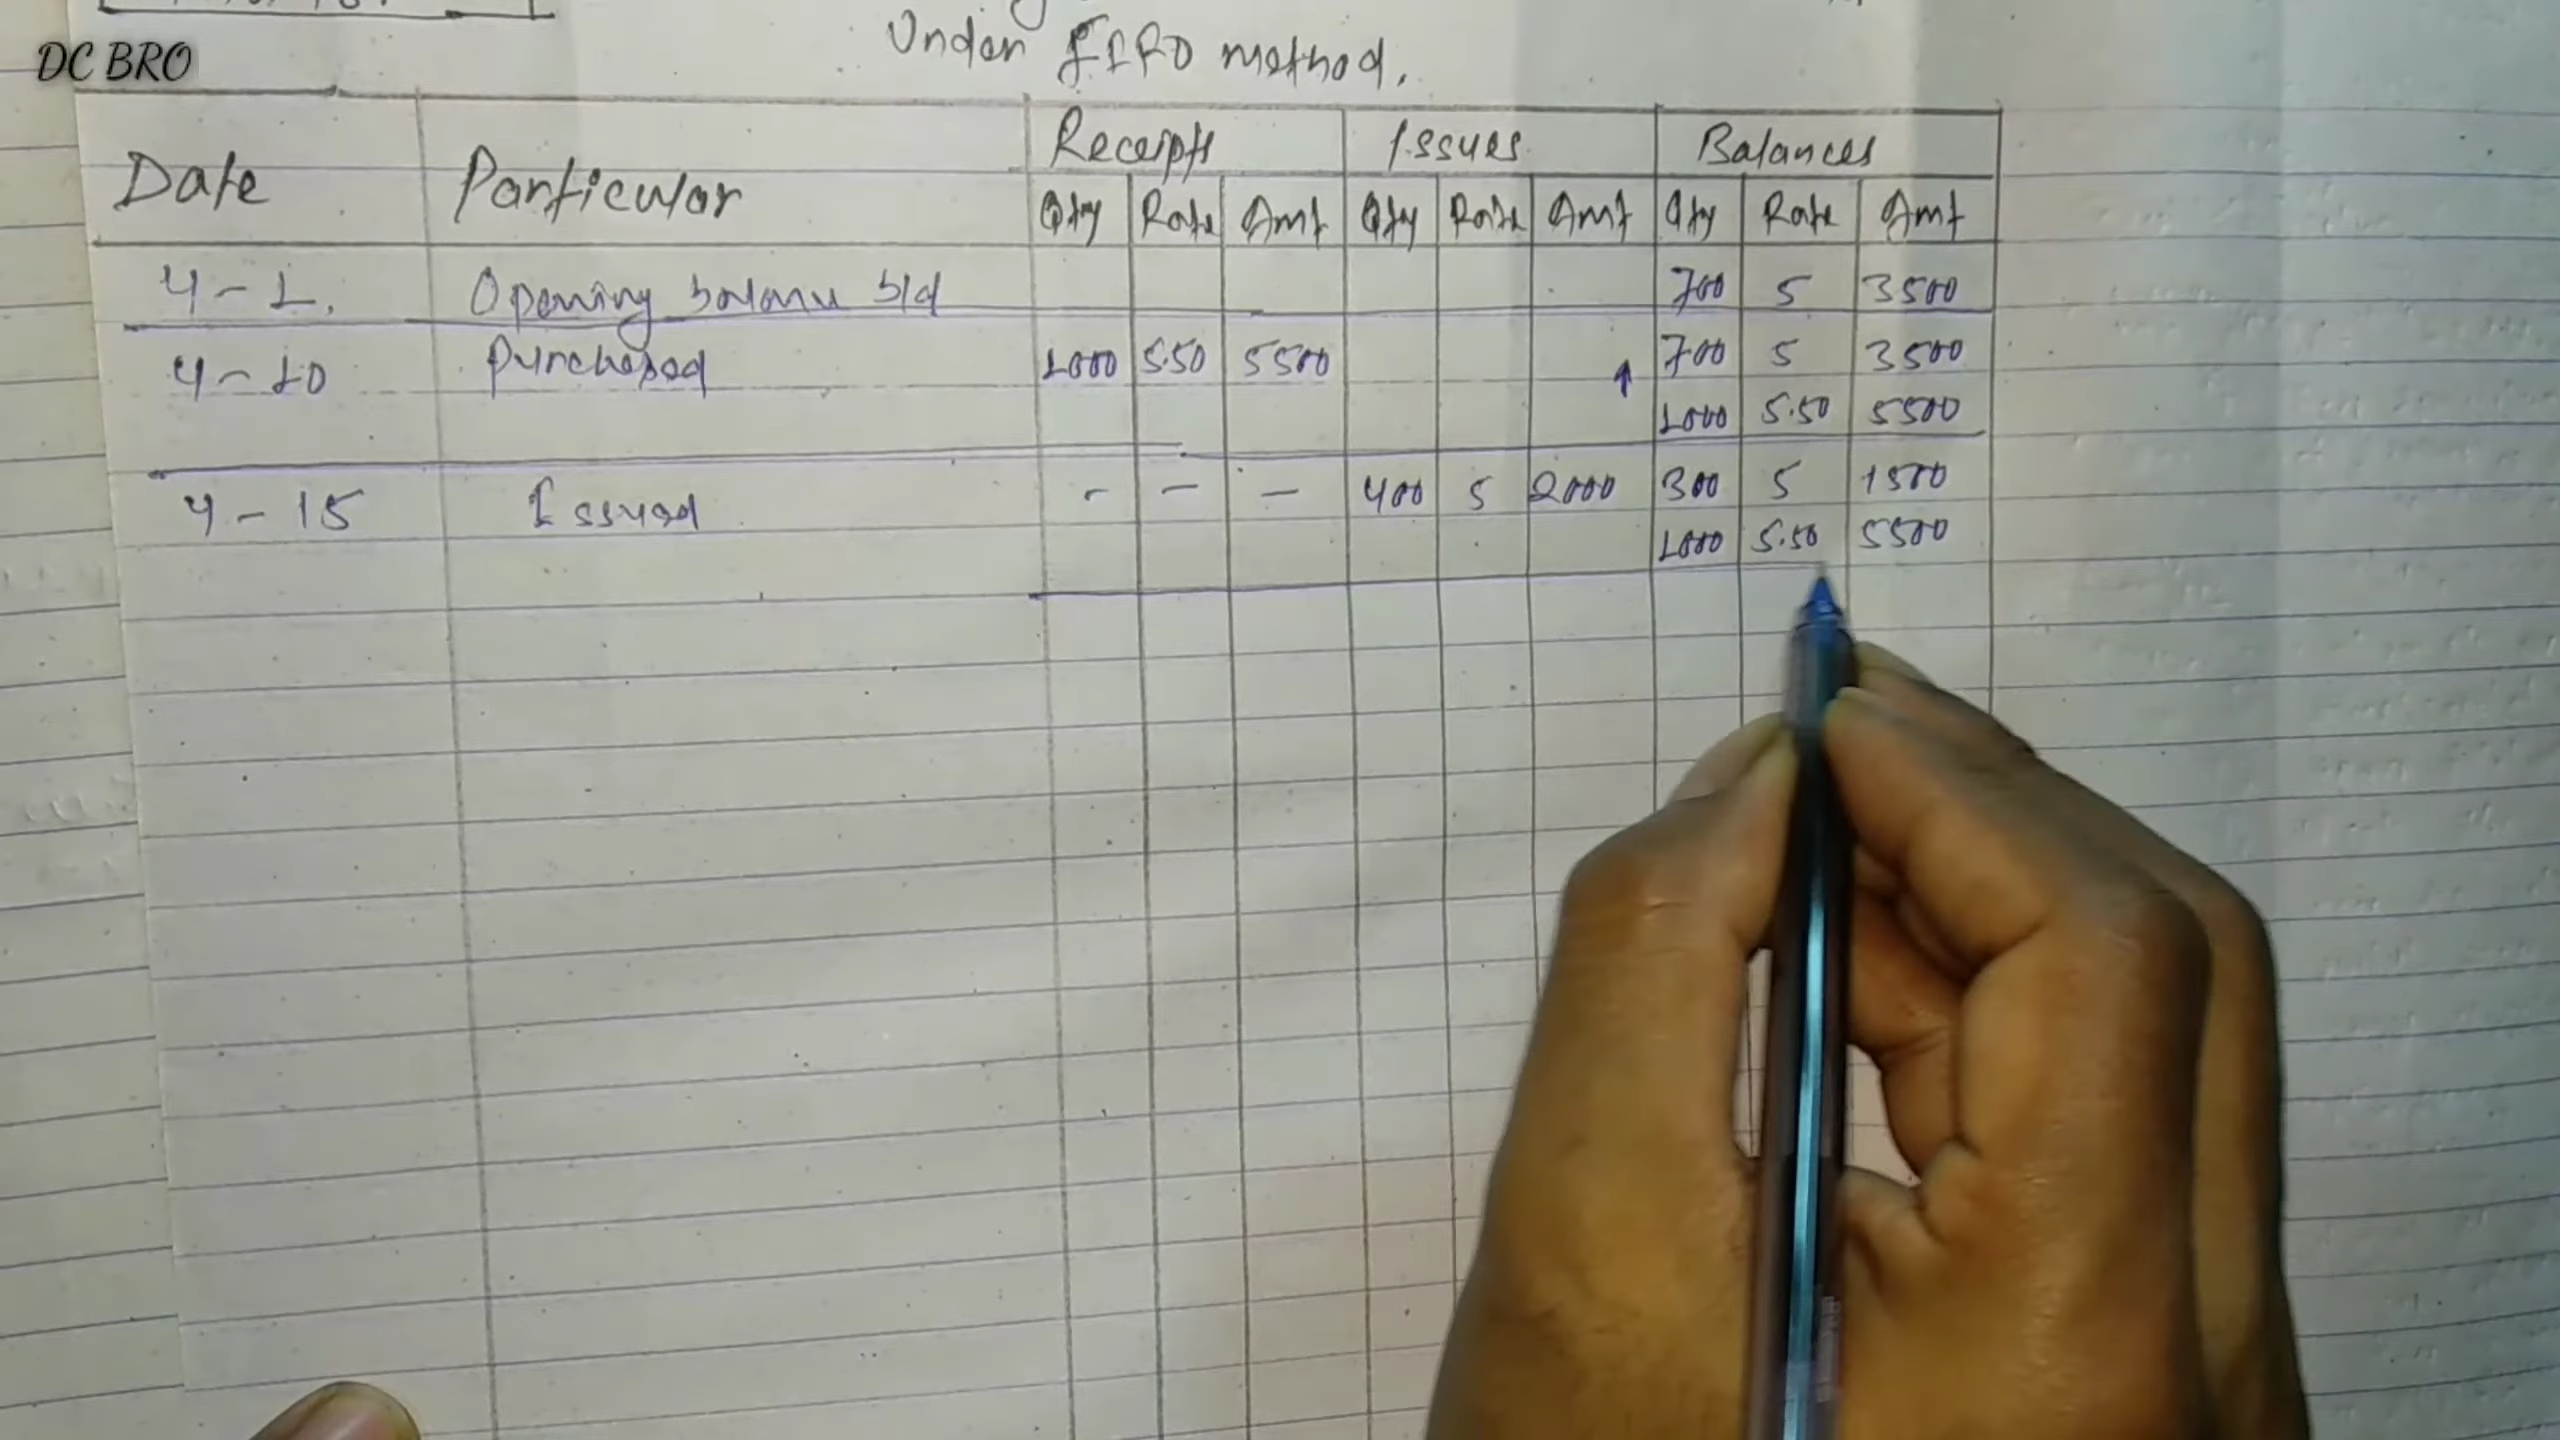 DC BRO
Under FIFO method.
Date Particular Receipts Issues Balances
Qty Rate Amt Qty Rate Amt Qty Rate Amt
4-1. Opening balance b/d 700 5 3500
4-10 Purchased 1000 5.50 5500 700 5 3500
1000 5.50 5500
4-15 Issued - - - 400 5 2000 300 5 1500
1000 5.50 5500